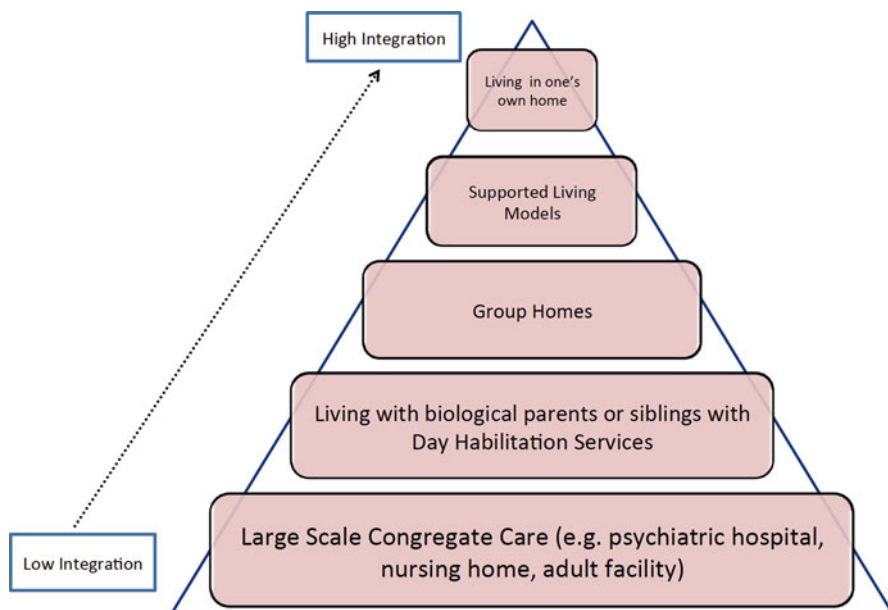 High Integration
Living in one's
own home
Supported Living
Models
Group Homes
Living with biological parents or siblings with
Day Habilitation Services
Large Scale Congregate Care (e.g. psychiatric hospital,
nursing home, adult facility)
Low Integration